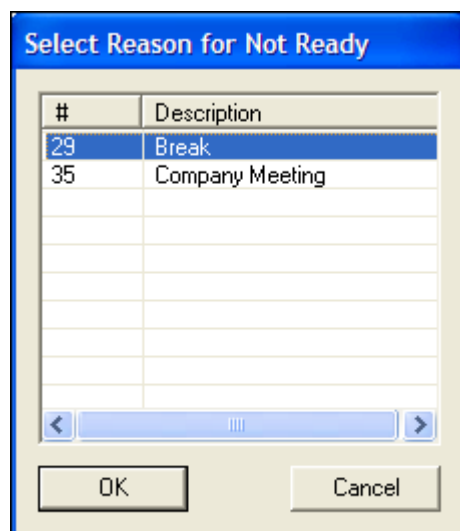 Select Reason for Not Ready
# Description
29 Break
35 Company Meeting
OK Cancel